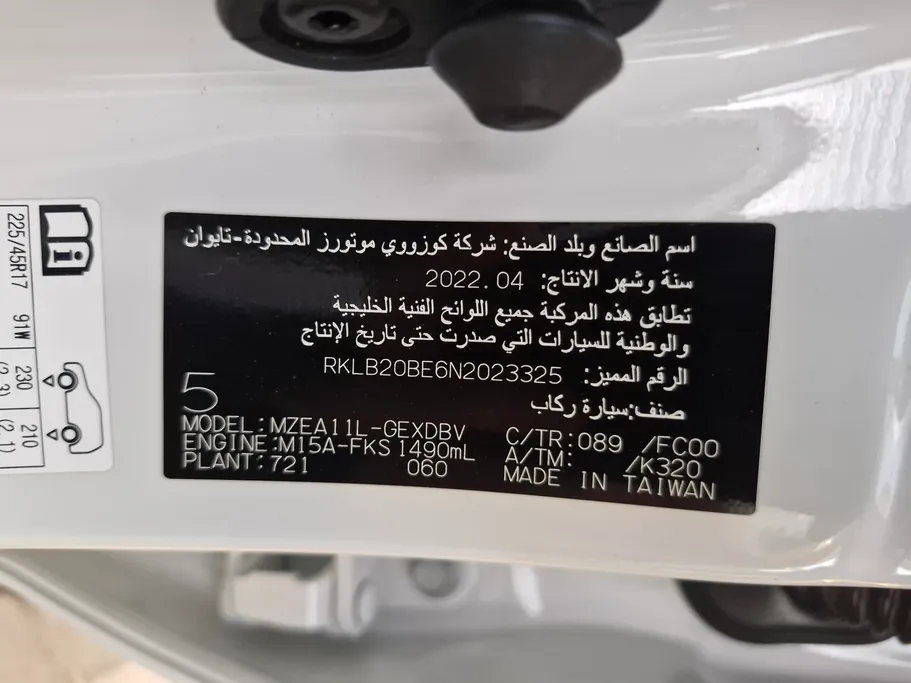 اسم الصانع وبلد الصنع: شركة كوزووي موتورز المحدودة-تايوان
سنة وشهر الانتاج: 2022.04
تطابق هذه المركبة جميع اللوائح الفنية الخليجية
والوطنية للسيارات التي صدرت حتى تاريخ الإنتاج
الرقم المميز: RKLB20BE6N2023325
صنف:سيارة ركاب
5
MODEL:MZEA11L-GEXDBV C/TR:089 /FC00
ENGINE:M15A-FKS 1490mL A/TM: /K320
PLANT:721 060 MADE IN TAIWAN
225/45R17 91W
230
210
(2.1)